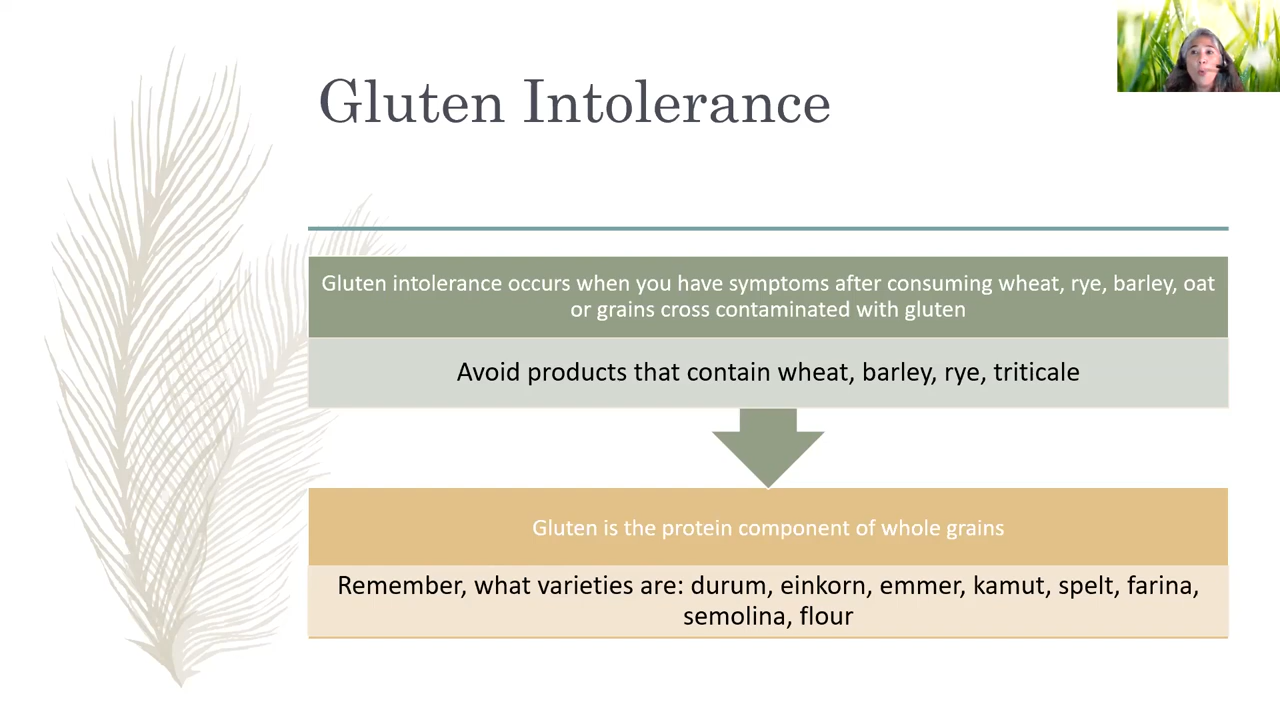 Gluten Intolerance
Gluten intolerance occurs when you have symptoms after consuming wheat, rye, barley, oat
or grains cross contaminated with gluten
Avoid products that contain wheat, barley, rye, triticale
Gluten is the protein component of whole grains
Remember, what varieties are: durum, einkorn, emmer, kamut, spelt, farina,
semolina, flour